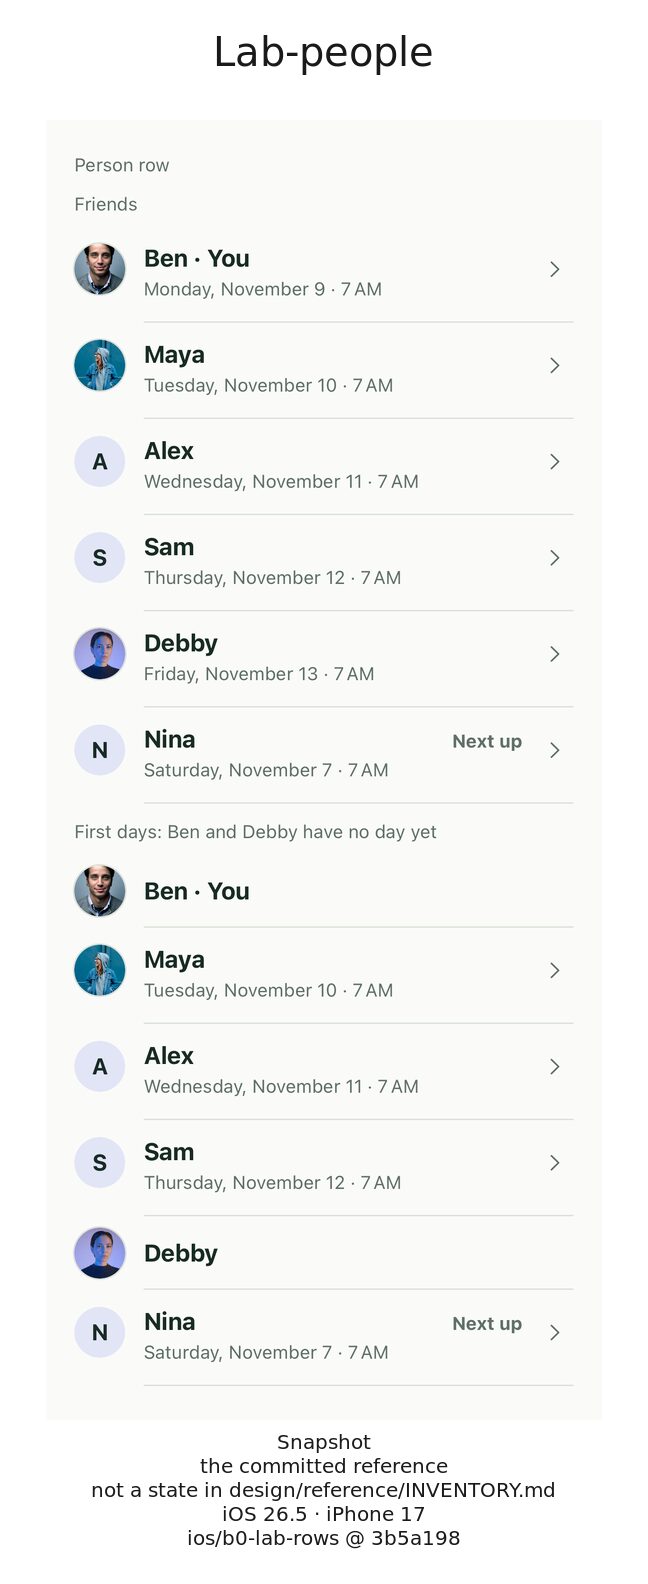 Lab-people
Person row
Friends
Ben · You
Monday, November 9 · 7 AM
Maya
Tuesday, November 10 · 7 AM
A
Alex
Wednesday, November 11 · 7 AM
S
Sam
Thursday, November 12 · 7 AM
Debby
Friday, November 13 · 7 AM
N
Nina
Next up
Saturday, November 7 · 7 AM
First days: Ben and Debby have no day yet
Ben · You
Maya
Tuesday, November 10 · 7 AM
A
Alex
Wednesday, November 11 · 7 AM
S
Sam
Thursday, November 12 · 7 AM
Debby
N
Nina
Next up
Saturday, November 7 · 7 AM
Snapshot
the committed reference
not a state in design/reference/INVENTORY.md
iOS 26.5 · iPhone 17
ios/b0-lab-rows @ 3b5a198